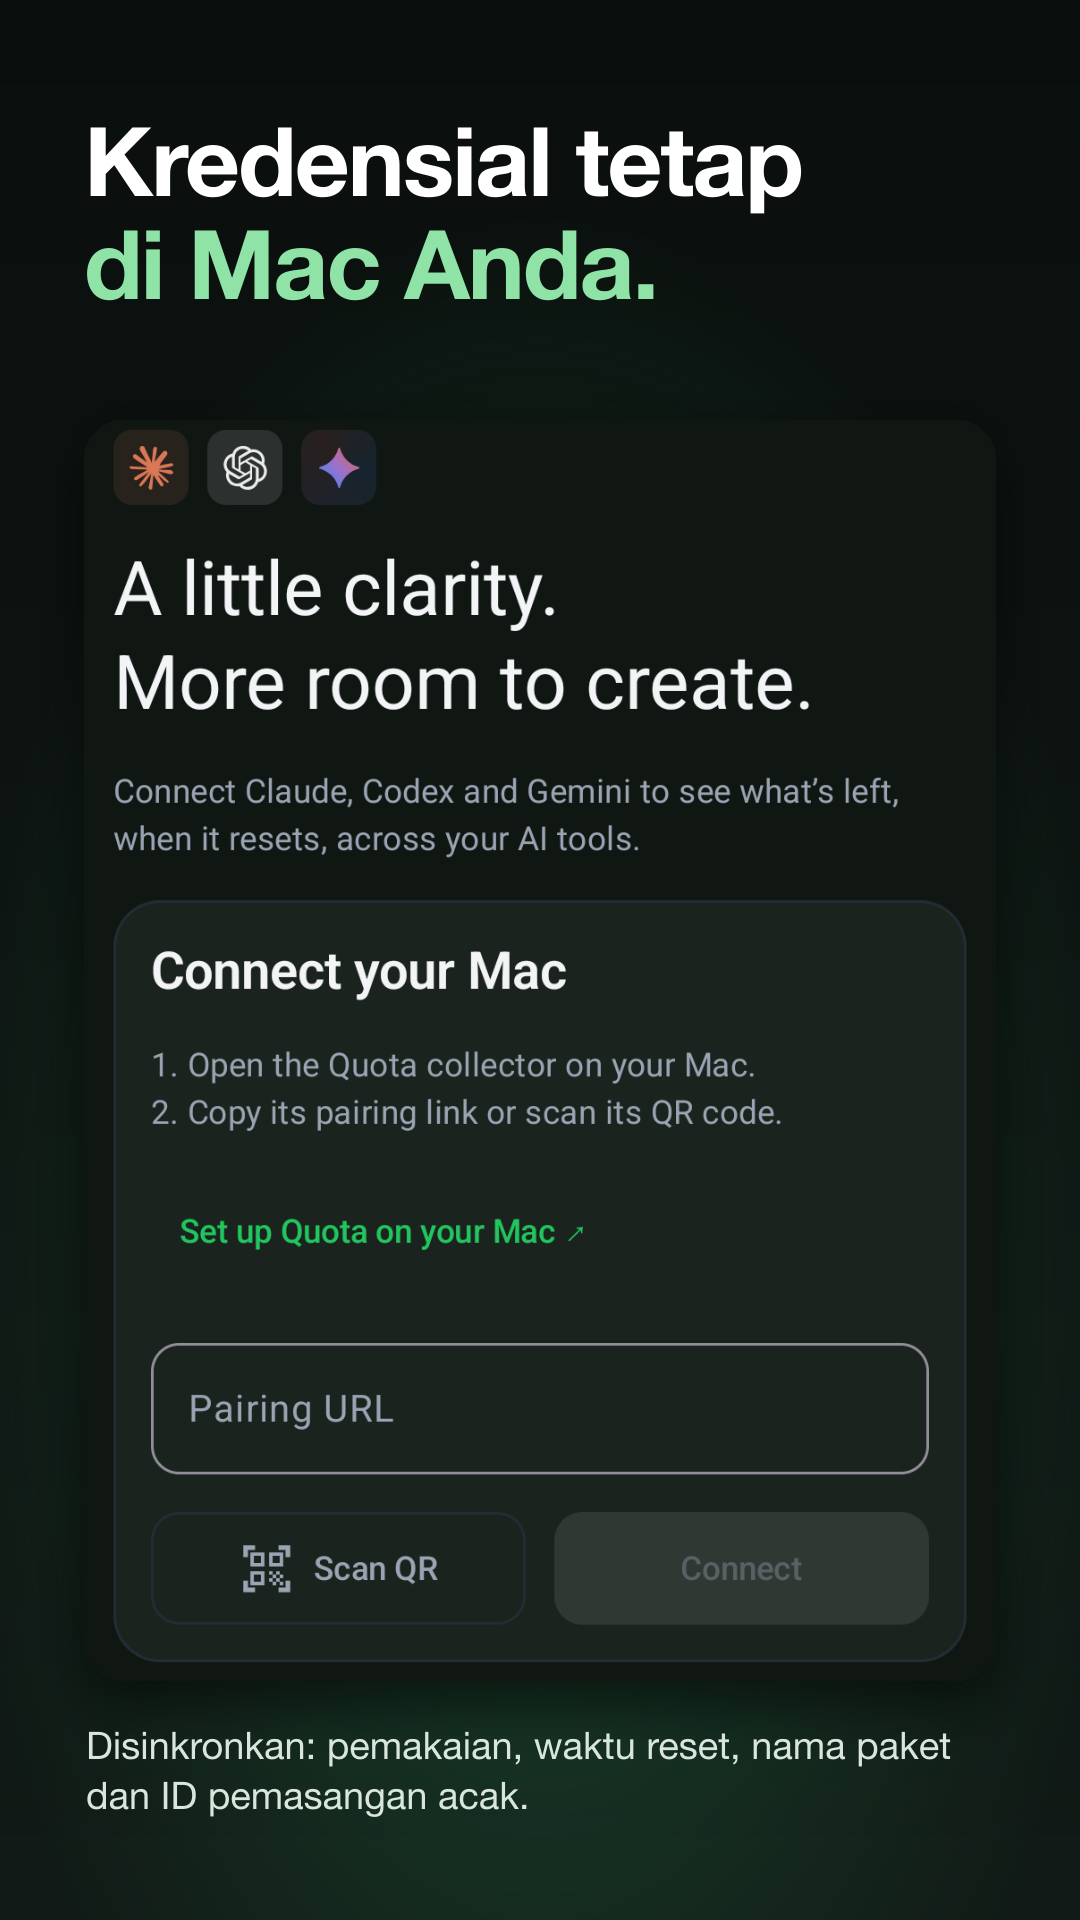 Kredensial tetap
di Mac Anda.
A little clarity.
More room to create.
Connect Claude, Codex and Gemini to see what’s left,
when it resets, across your AI tools.
Connect your Mac
1. Open the Quota collector on your Mac.
2. Copy its pairing link or scan its QR code.
Set up Quota on your Mac ↗
Pairing URL
Scan QR
Connect
Disinkronkan: pemakaian, waktu reset, nama paket
dan ID pemasangan acak.